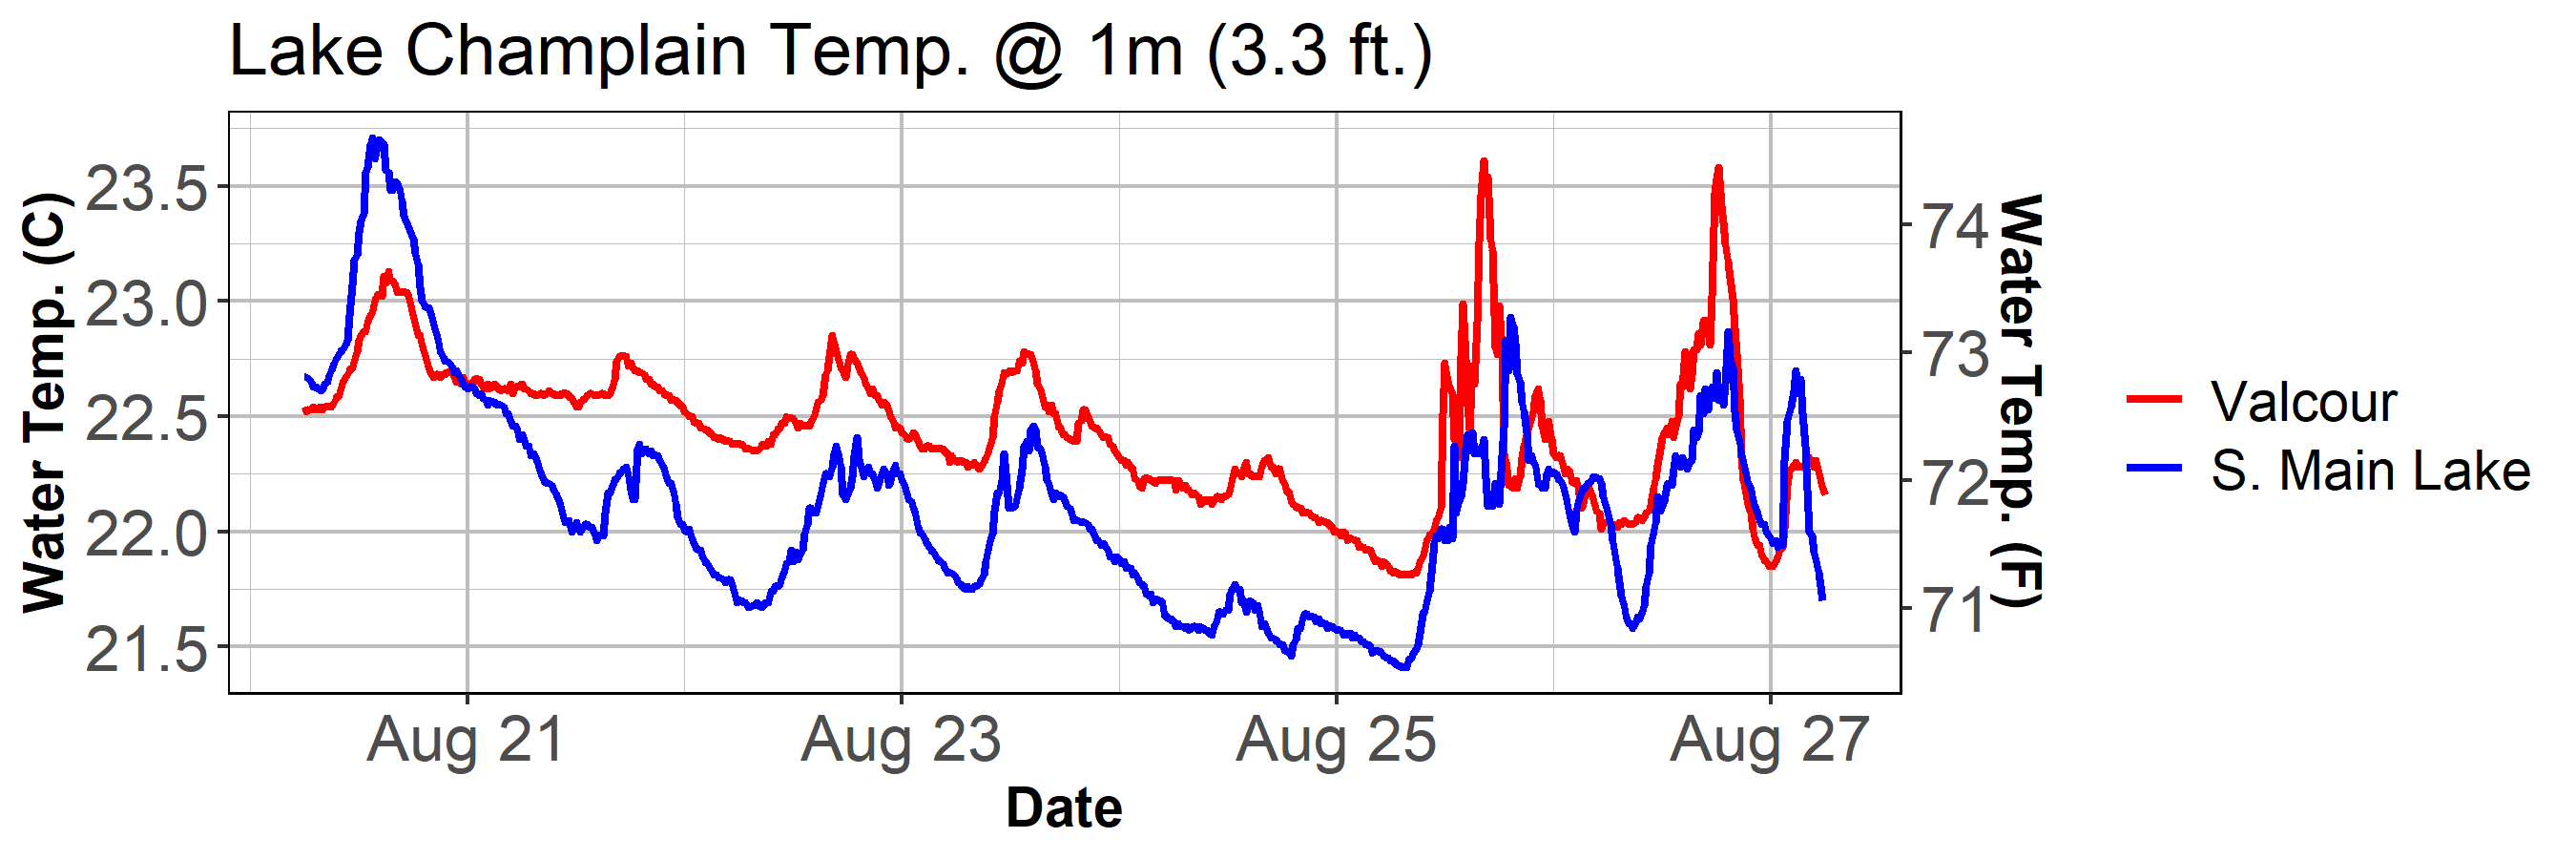 Lake Champlain Temp. @ 1m (3.3 ft.)
Water Temp. (C)
23.5
23.0
22.5
22.0
21.5
Aug 21
Aug 23
Aug 25
Aug 27
Date
74
73
72
71
Water Temp. (F)
Valcour
S. Main Lake